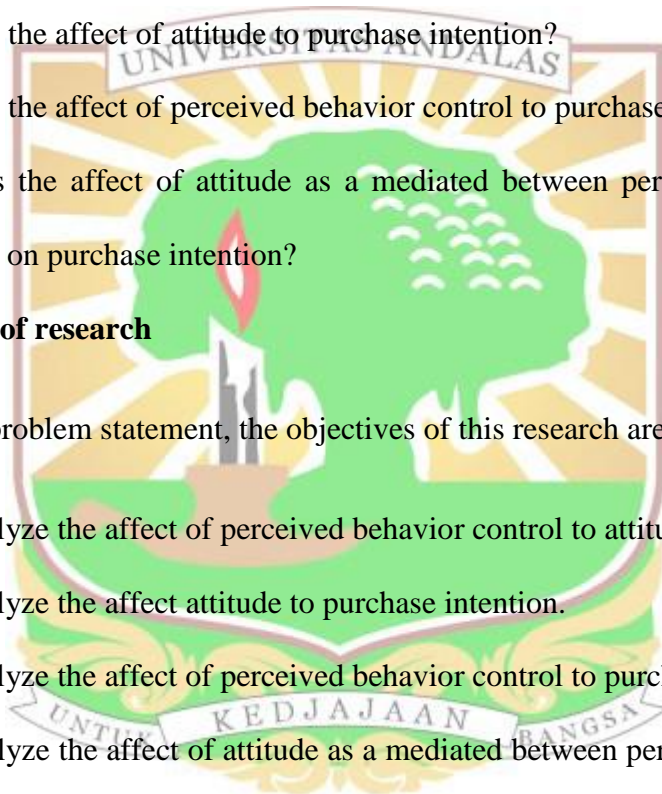 the affect of attitude to purchase intention?
UNIVERSITAS ANDALAS
the affect of perceived behavior control to purchase
the affect of attitude as a mediated between per
on purchase intention?
of research
problem statement, the objectives of this research are
lyze the affect of perceived behavior control to attitu
lyze the affect attitude to purchase intention.
lyze the affect of perceived behavior control to purch
UNTUK KEDJAJAAN BANGSA
lyze the affect of attitude as a mediated between per